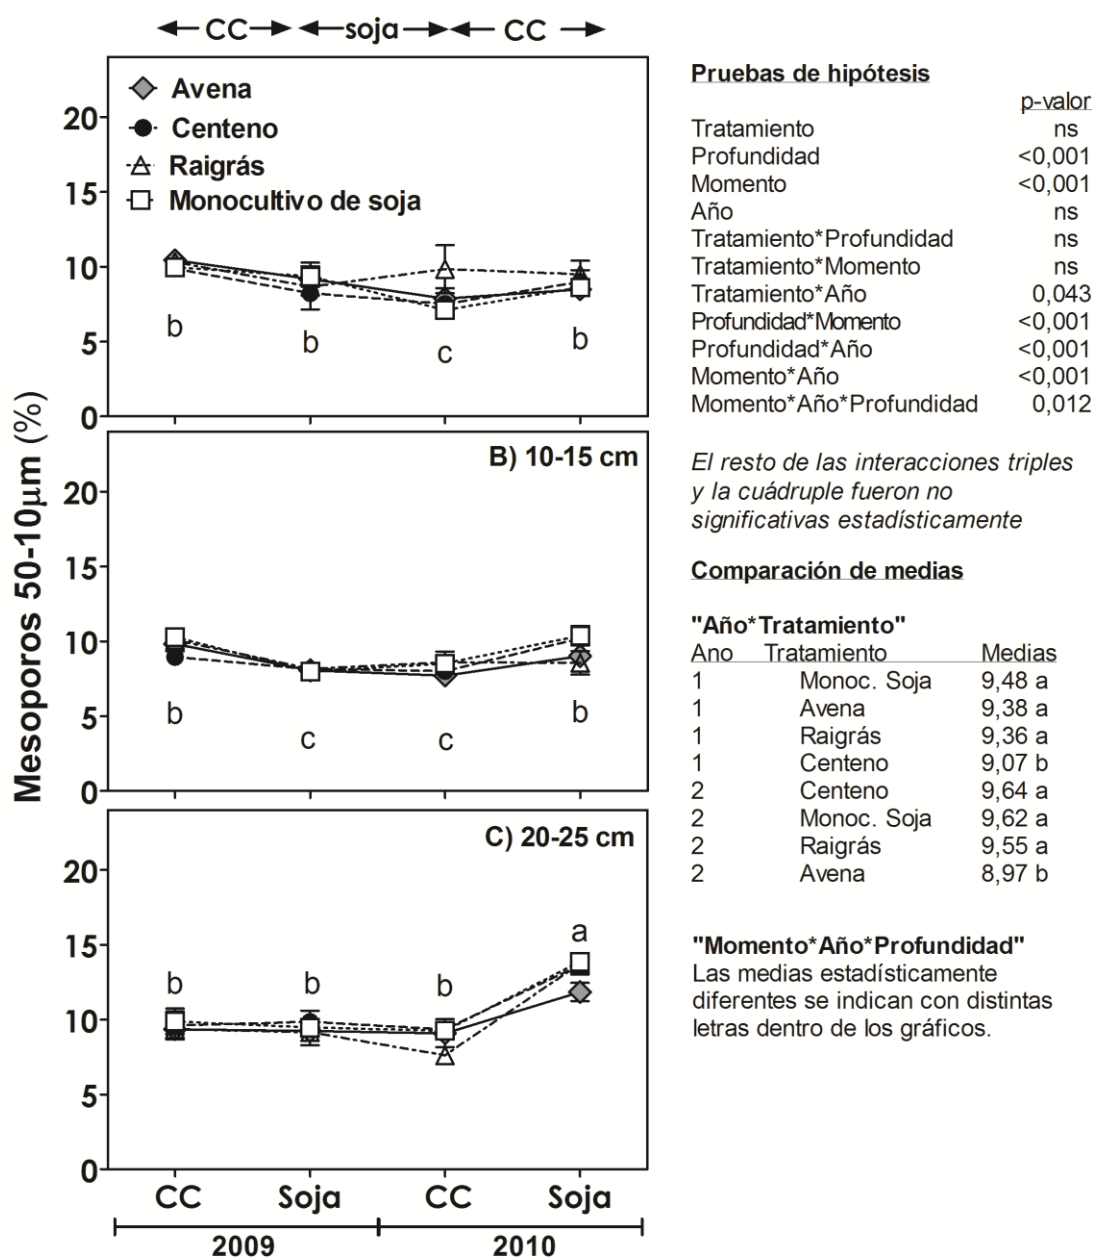 CC soja CC
Avena
Centeno
Raigrás
Monocultivo de soja
20
15
10
5
0
b b c b
Mesoporos 50-10µm (%)
B) 10-15 cm
20
15
10
5
0
b c c b
C) 20-25 cm
20
15
10
5
0
b b b a
CC Soja CC Soja
2009 2010
Pruebas de hipótesis
p-valor
Tratamiento ns
Profundidad <0,001
Momento <0,001
Año ns
Tratamiento*Profundidad ns
Tratamiento*Momento ns
Tratamiento*Año 0,043
Profundidad*Momento <0,001
Profundidad*Año <0,001
Momento*Año <0,001
Momento*Año*Profundidad 0,012
El resto de las interacciones triples
y la cuádruple fueron no
significativas estadísticamente
Comparación de medias
"Año*Tratamiento"
Ano Tratamiento Medias
1 Monoc. Soja 9,48 a
1 Avena 9,38 a
1 Raigrás 9,36 a
1 Centeno 9,07 b
2 Centeno 9,64 a
2 Monoc. Soja 9,62 a
2 Raigrás 9,55 a
2 Avena 8,97 b
"Momento*Año*Profundidad"
Las medias estadísticamente
diferentes se indican con distintas
letras dentro de los gráficos.